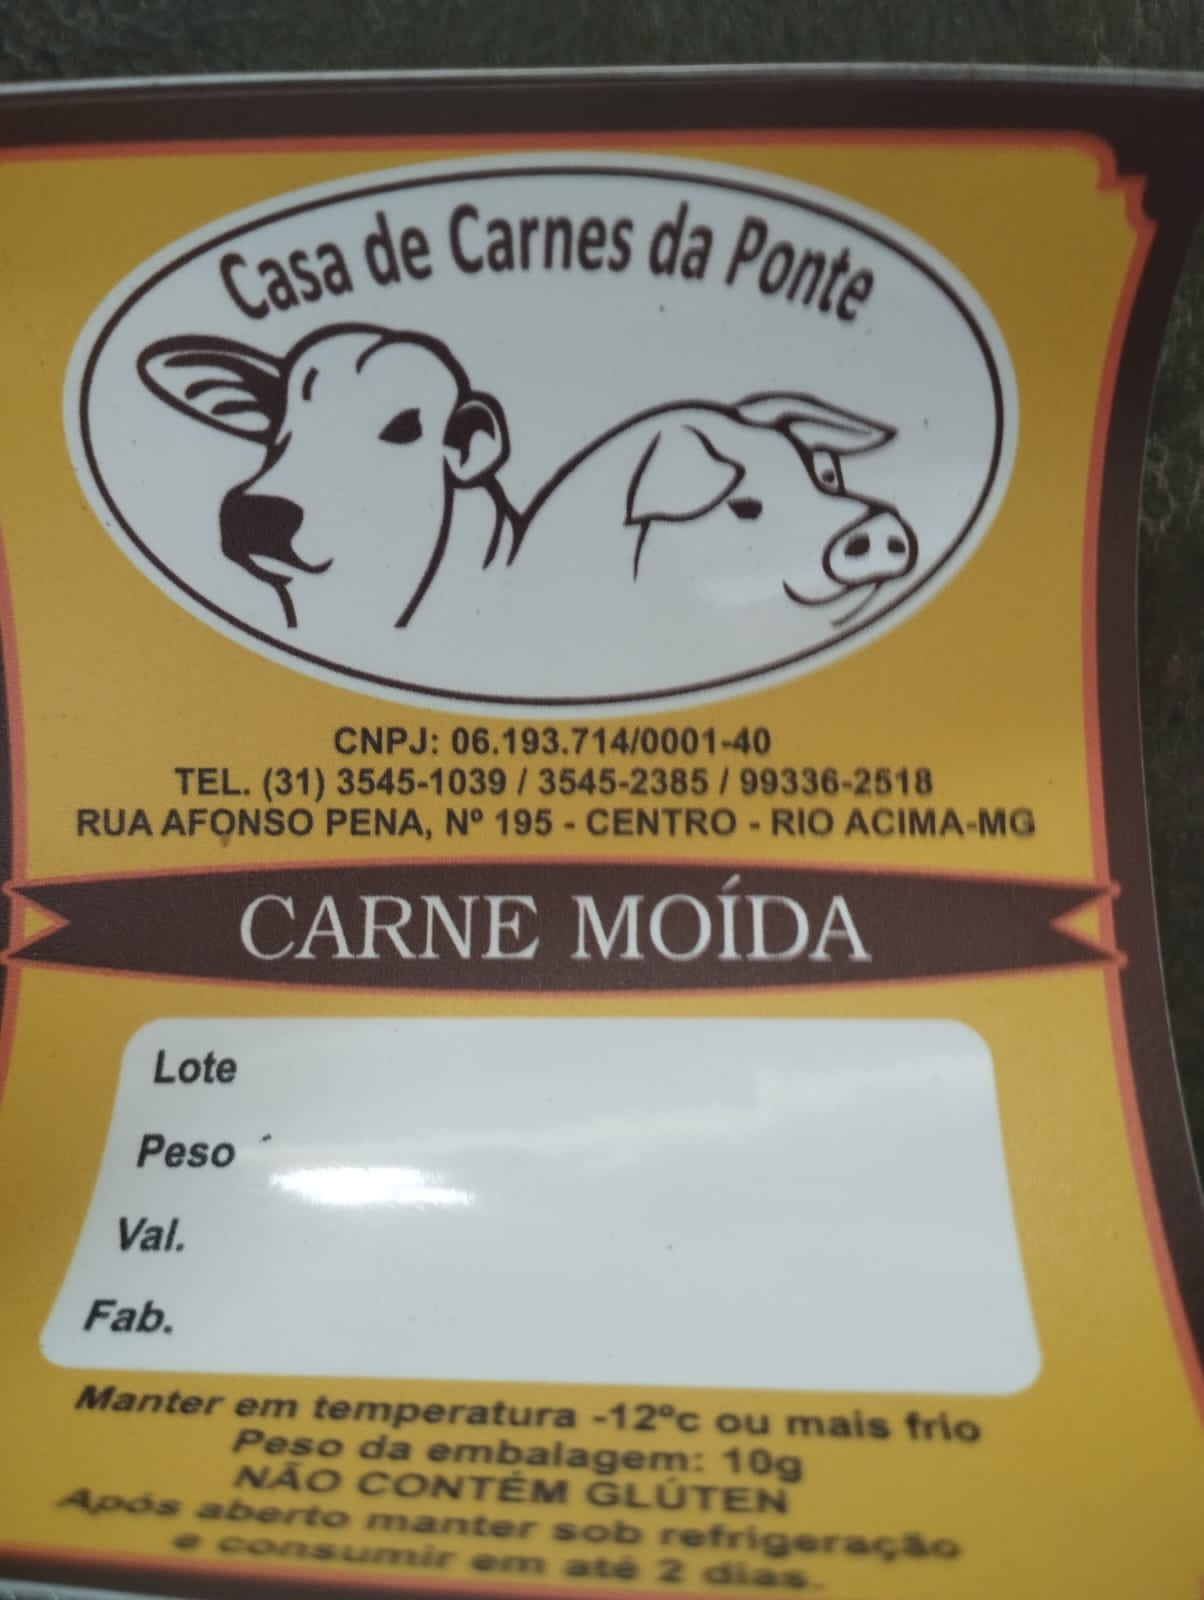 Casa de Carnes da Ponte
CNPJ: 06.193.714/0001-40
TEL. (31) 3545-1039 / 3545-2385 / 99336-2518
RUA AFONSO PENA, Nº 195 - CENTRO - RIO ACIMA-MG
CARNE MOÍDA
Lote
Peso
Val.
Fab.
Manter em temperatura -12ºc ou mais frio
Peso da embalagem: 10g
NÃO CONTÉM GLÚTEN
Após aberto manter sob refrigeração
e consumir em até 2 dias.